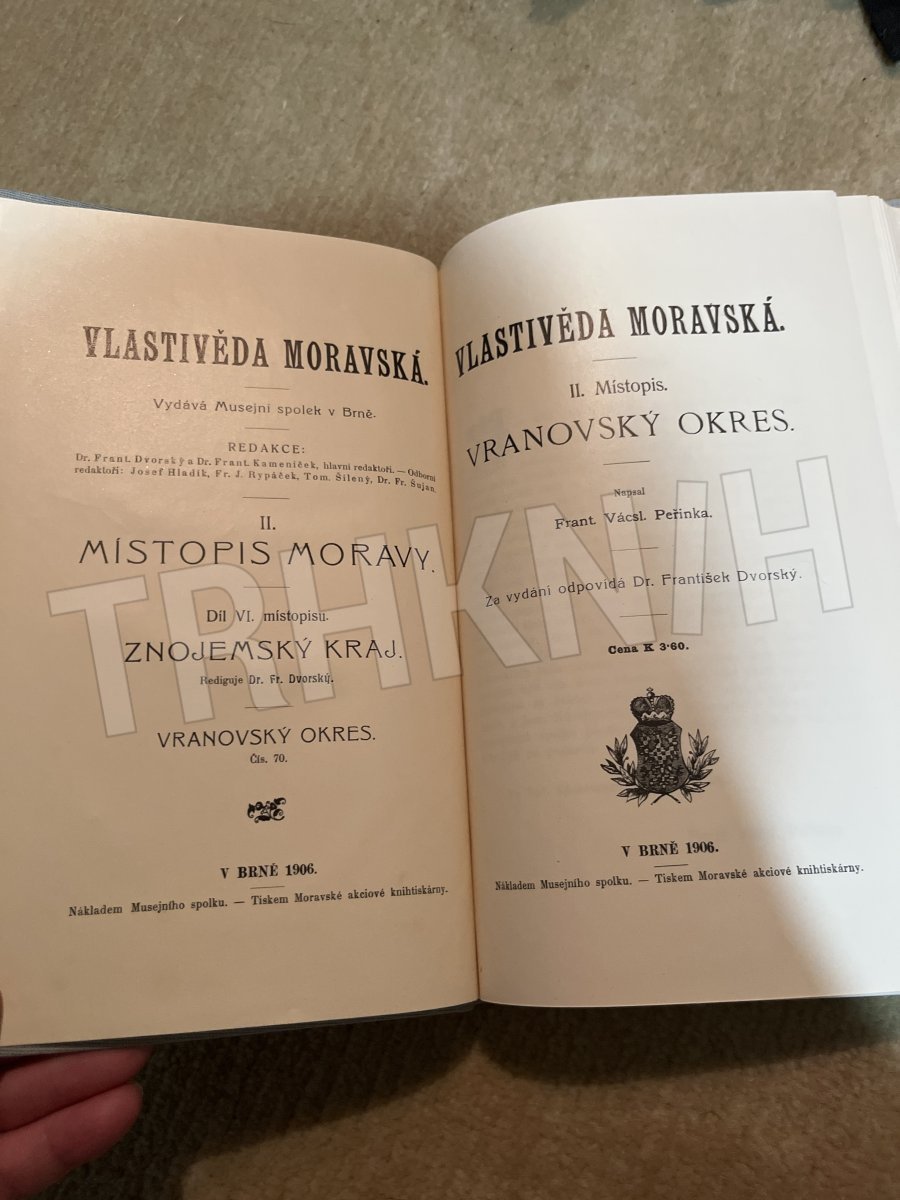 VLASTIVĚDA MORAVSKÁ.
Vydává Musejní spolek v Brně.
REDAKCE:
Dr. Frant. Dvorský a Dr. Frant. Kameníček, hlavní redaktoři. — Odborní
redaktoři: Josef Hladík, Fr. J. Rypáček, Tom. Šílený, Dr. Fr. Šujan.
II.
MÍSTOPIS MORAVY.
Díl VI. místopisu.
ZNOJEMSKÝ KRAJ.
Rediguje Dr. Fr. Dvorský.
VRANOVSKÝ OKRES.
Čís. 70.
V BRNĚ 1906.
Nákladem Musejního spolku. — Tiskem Moravské akciové knihtiskárny.
VLASTIVĚDA MORAVSKÁ.
II. Místopis.
VRANOVSKÝ OKRES.
Napsal
Frant. Vácsl. Peřinka.
Za vydání odpovídá Dr. František Dvorský.
Cena K 3·60.
V BRNĚ 1906.
Nákladem Musejního spolku. — Tiskem Moravské akciové knihtiskárny.
TRHKNIH